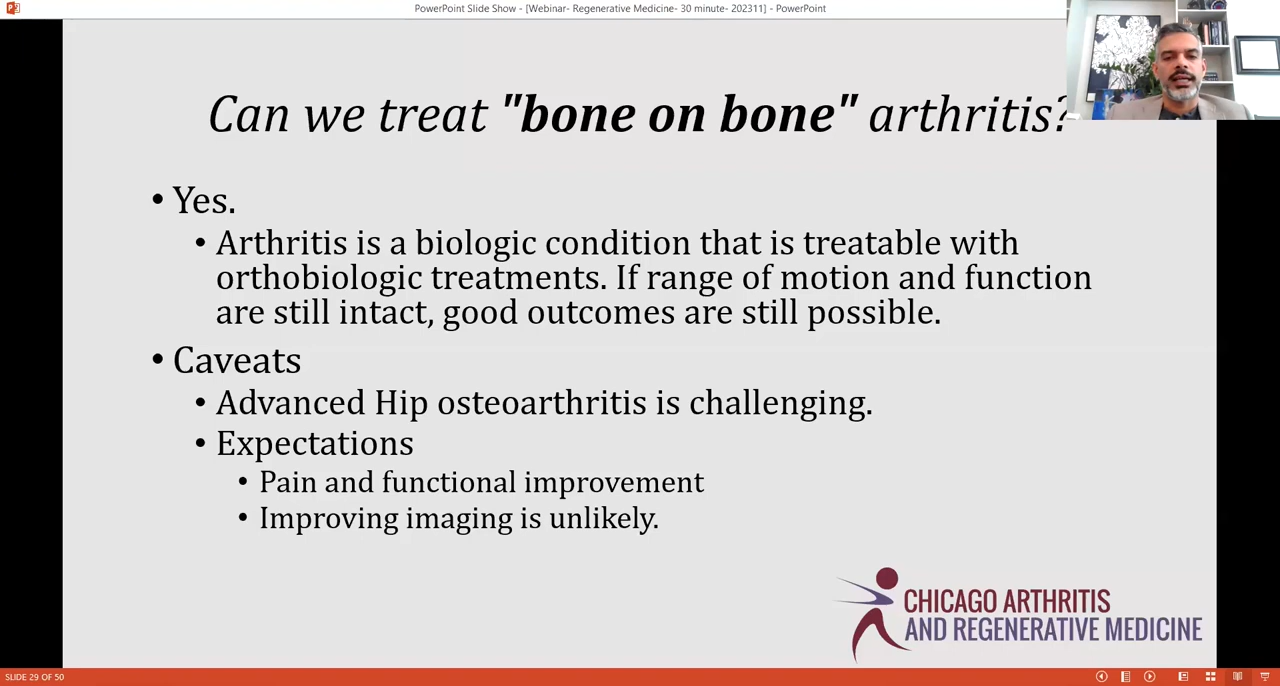 PowerPoint Slide Show - [Webinar- Regenerative Medicine- 30 minute- 202311] - PowerPoint
Can we treat "bone on bone" arthritis?
• Yes.
• Arthritis is a biologic condition that is treatable with
orthobiologic treatments. If range of motion and function
are still intact, good outcomes are still possible.
• Caveats
• Advanced Hip osteoarthritis is challenging.
• Expectations
• Pain and functional improvement
• Improving imaging is unlikely.
CHICAGO ARTHRITIS
AND REGENERATIVE MEDICINE
SLIDE 29 OF 50